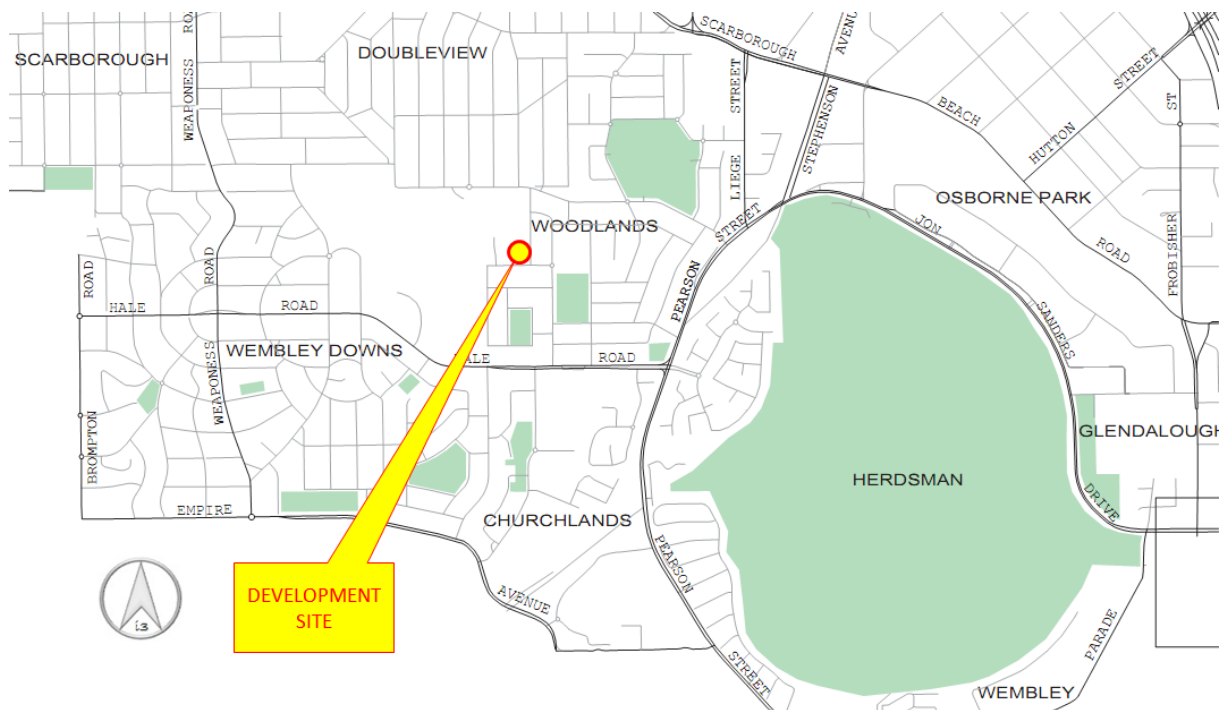 SCARBOROUGH
WEAPONESS ROAD
DOUBLEVIEW
SCARBOROUGH
BEACH
ROAD
AVENUE
STEPHENSON
HUTTON STREET
FROBISHER ST
LIEGE STREET
OSBORNE PARK
WOODLANDS
PEARSON STREET
JON
SANDERS
DRIVE
ROAD
HALE ROAD
WEAPONESS ROAD
WEMBLEY DOWNS
HALE ROAD
BROMPTON
GLENDALOUGH
HERDSMAN
EMPIRE
AVENUE
CHURCHLANDS
PEARSON
STREET
DEVELOPMENT
SITE
i3
PARADE
WEMBLEY